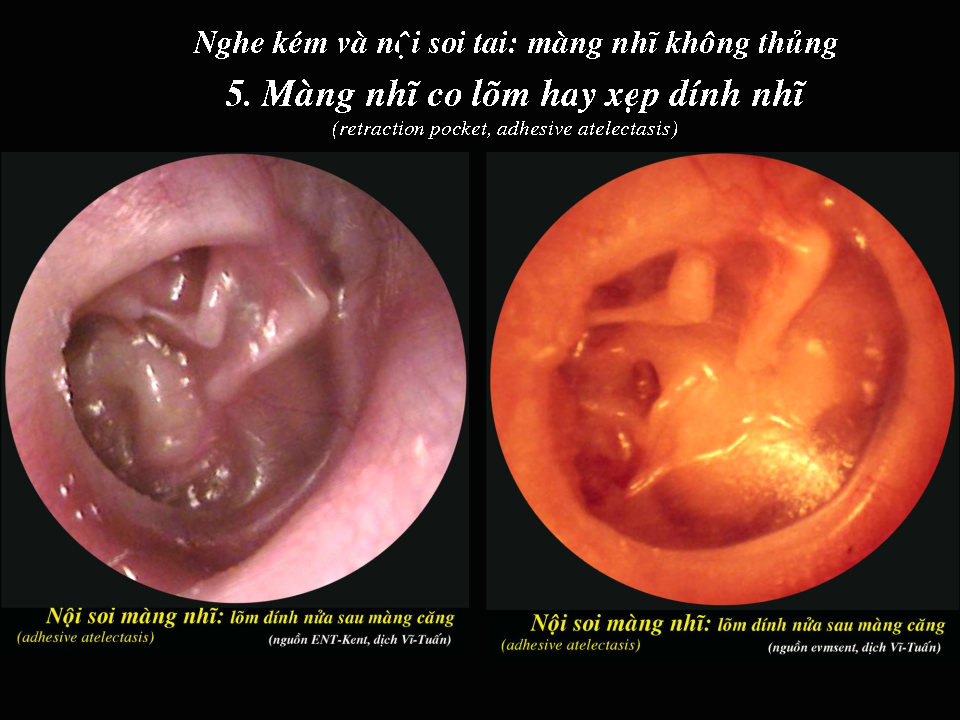 Nghe kém và nội soi tai: màng nhĩ không thủng
5. Màng nhĩ co lõm hay xẹp dính nhĩ
(retraction pocket, adhesive atelectasis)
Nội soi màng nhĩ: lõm dính nửa sau màng căng
(adhesive atelectasis) (nguồn ENT-Kent, dịch Vĩ-Tuấn)
Nội soi màng nhĩ: lõm dính nửa sau màng căng
(adhesive atelectasis) (nguồn evmsent, dịch Vĩ-Tuấn)